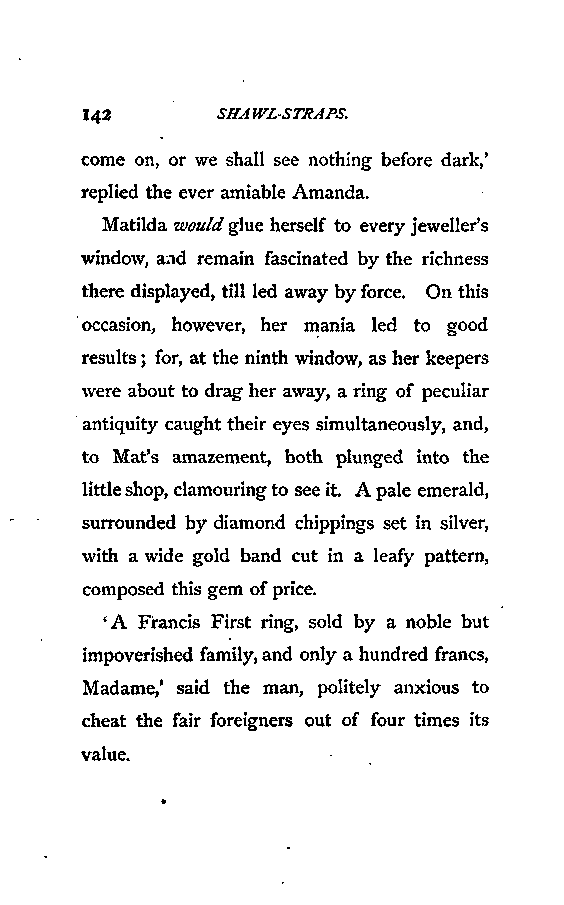 142 SHAWL-STRAPS.
come on, or we shall see nothing before dark,'
replied the ever amiable Amanda.
Matilda would glue herself to every jeweller's
window, and remain fascinated by the richness
there displayed, till led away by force. On this
occasion, however, her mania led to good
results; for, at the ninth window, as her keepers
were about to drag her away, a ring of peculiar
antiquity caught their eyes simultaneously, and,
to Mat's amazement, both plunged into the
little shop, clamouring to see it. A pale emerald,
surrounded by diamond chippings set in silver,
with a wide gold band cut in a leafy pattern,
composed this gem of price.
'A Francis First ring, sold by a noble but
impoverished family, and only a hundred francs,
Madame,' said the man, politely anxious to
cheat the fair foreigners out of four times its
value.